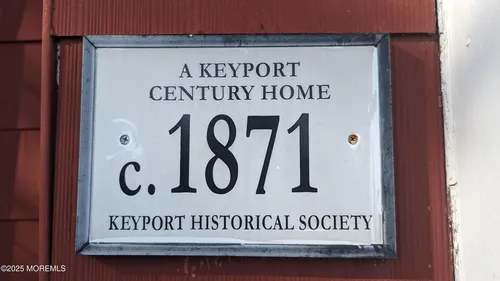 A KEYPORT
CENTURY HOME
c. 1871
KEYPORT HISTORICAL SOCIETY
©2025 MOREMLS